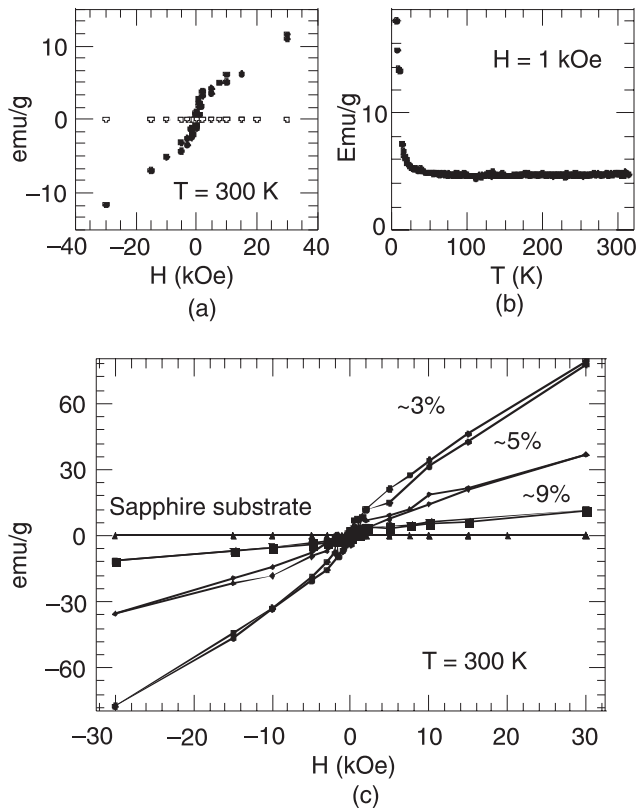 10
0
−10
emu/g
T = 300 K
−40 −20 0 20 40
H (kOe)
(a)
10
0
Emu/g
H = 1 kOe
0 100 200 300
T (K)
(b)
60
30
0
−30
−60
emu/g
~3%
~5%
~9%
Sapphire substrate
T = 300 K
−30 −20 −10 0 10 20 30
H (kOe)
(c)